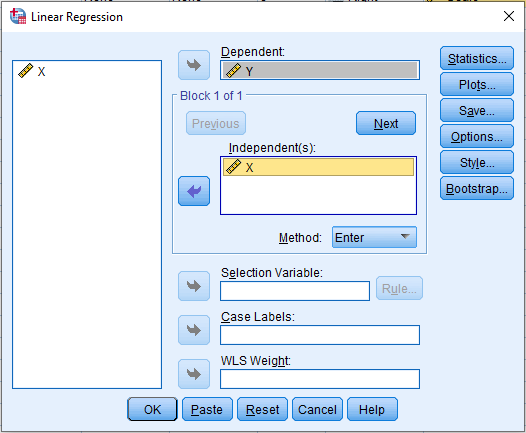 Linear Regression
X
Dependent:
Y
Block 1 of 1
Previous
Next
Independent(s):
X
Method:
Enter
Selection Variable:
Rule...
Case Labels:
WLS Weight:
Statistics...
Plots...
Save...
Options...
Style...
Bootstrap...
OK
Paste
Reset
Cancel
Help